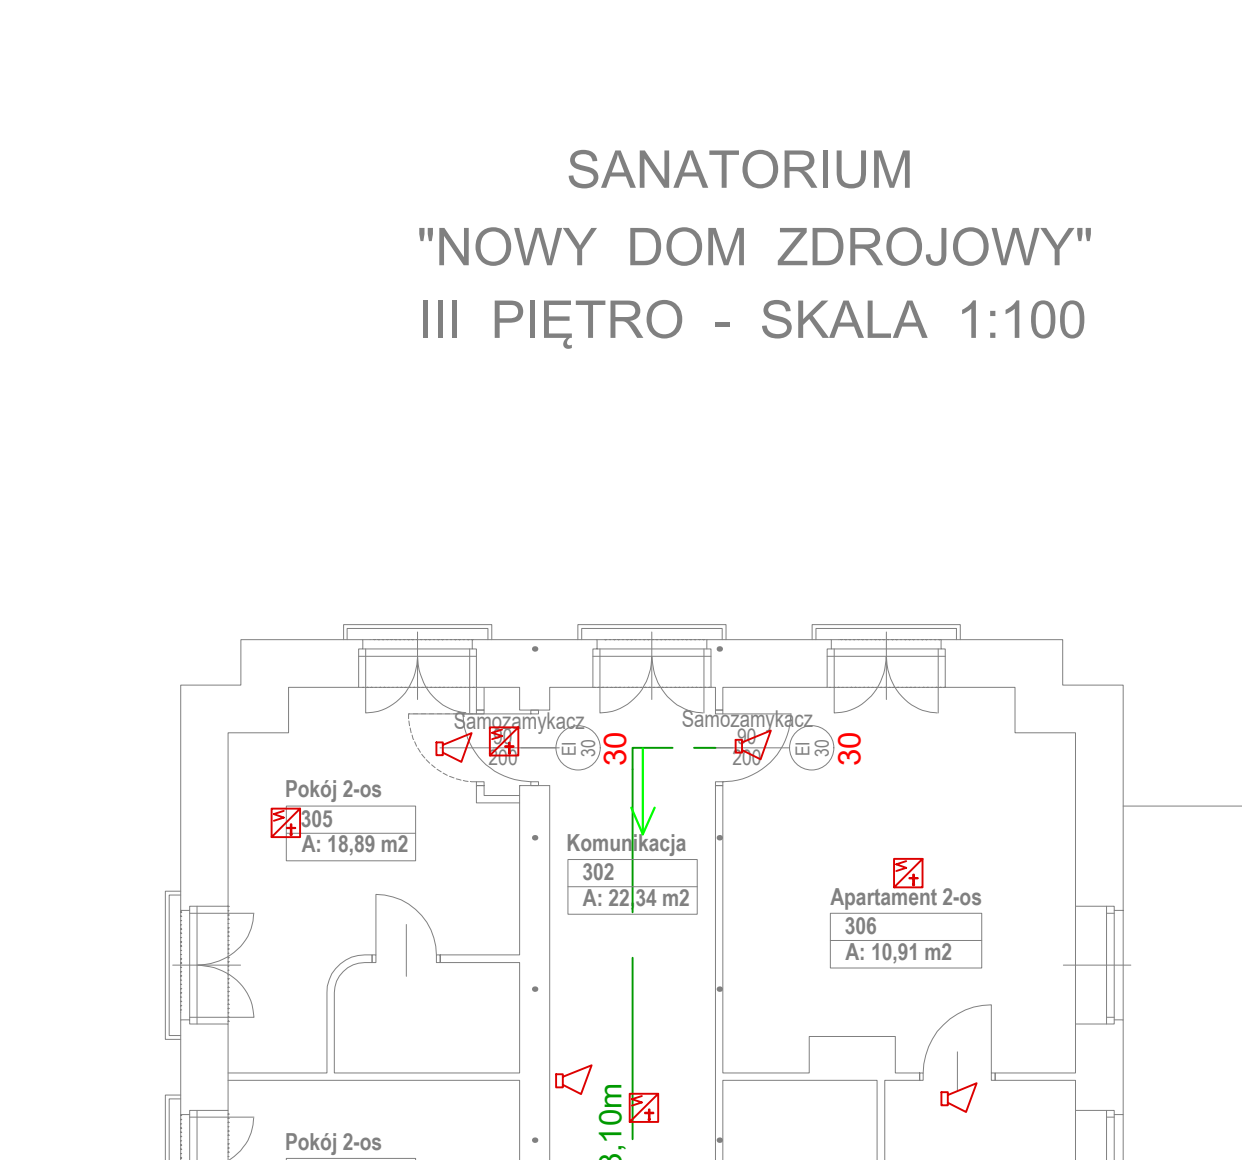 SANATORIUM
"NOWY DOM ZDROJOWY"
III PIĘTRO - SKALA 1:100
Samozamykacz
90
200
EI
30
30
Samozamykacz
90
200
EI
30
30
Pokój 2-os
305
A: 18,89 m2
Komunikacja
302
A: 22,34 m2
Apartament 2-os
306
A: 10,91 m2
W
W
W
W
Pokój 2-os